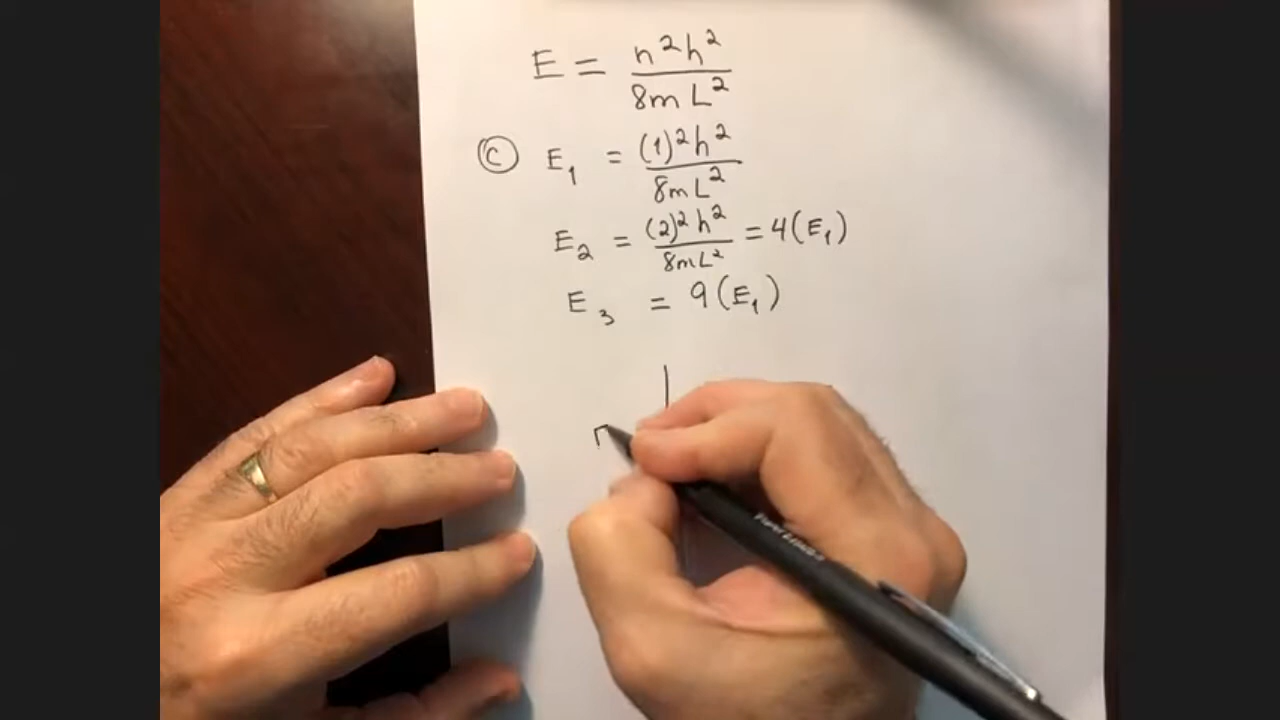 E = n²h² / 8mL²
Ⓒ E₁ = (1)²h² / 8mL²
E₂ = (2)²h² / 8mL² = 4(E₁)
E₃ = 9(E₁)